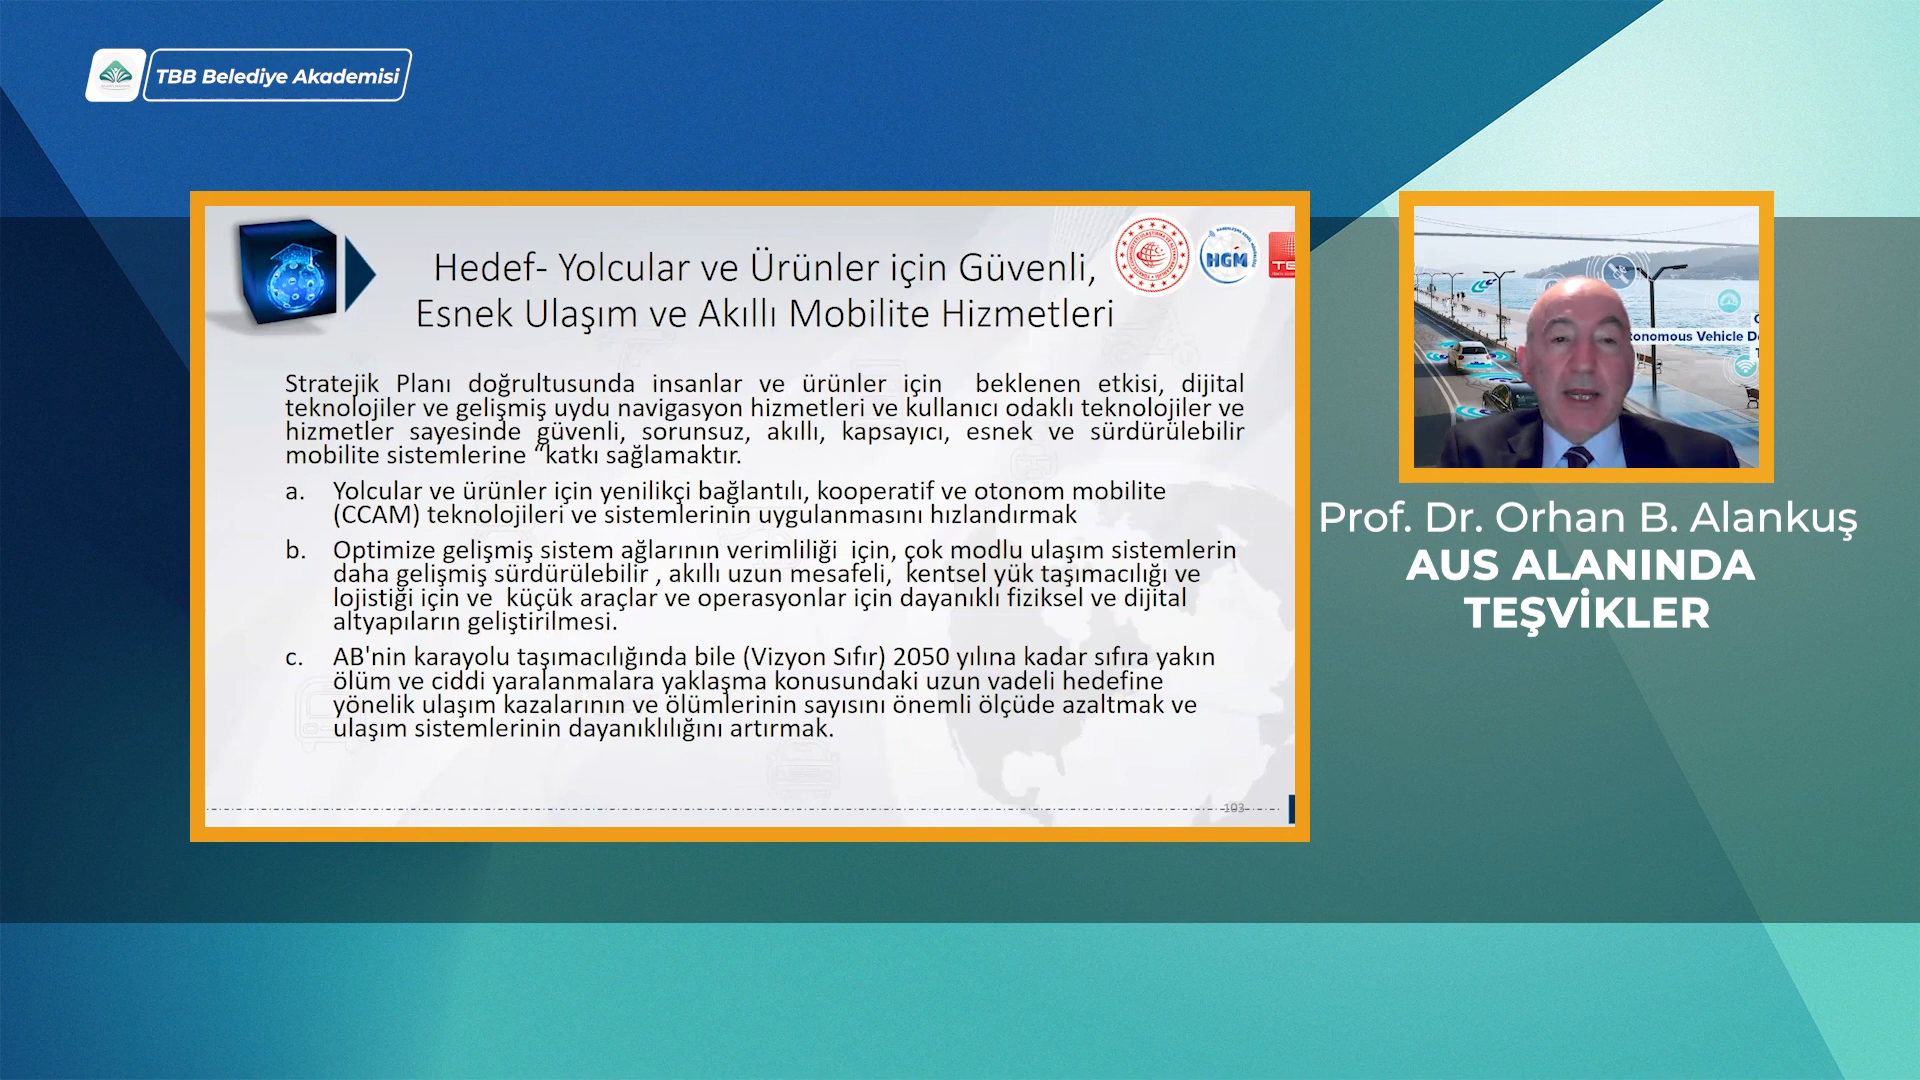 TBB Belediye Akademisi
Hedef- Yolcular ve Ürünler için Güvenli,
Esnek Ulaşım ve Akıllı Mobilite Hizmetleri
HGM
Stratejik Planı doğrultusunda insanlar ve ürünler için beklenen etkisi, dijital
teknolojiler ve gelişmiş uydu navigasyon hizmetleri ve kullanıcı odaklı teknolojiler ve
hizmetler sayesinde güvenli, sorunsuz, akıllı, kapsayıcı, esnek ve sürdürülebilir
mobilite sistemlerine “katkı sağlamaktır.
a. Yolcular ve ürünler için yenilikçi bağlantılı, kooperatif ve otonom mobilite
(CCAM) teknolojileri ve sistemlerinin uygulanmasını hızlandırmak
b. Optimize gelişmiş sistem ağlarının verimliliği için, çok modlu ulaşım sistemlerin
daha gelişmiş sürdürülebilir , akıllı uzun mesafeli, kentsel yük taşımacılığı ve
lojistiği için ve küçük araçlar ve operasyonlar için dayanıklı fiziksel ve dijital
altyapıların geliştirilmesi.
c. AB'nin karayolu taşımacılığında bile (Vizyon Sıfır) 2050 yılına kadar sıfıra yakın
ölüm ve ciddi yaralanmalara yaklaşma konusundaki uzun vadeli hedefine
yönelik ulaşım kazalarının ve ölümlerinin sayısını önemli ölçüde azaltmak ve
ulaşım sistemlerinin dayanıklılığını artırmak.
103
tonomous Vehicle D
Prof. Dr. Orhan B. Alankuş
AUS ALANINDA
TEŞVİKLER